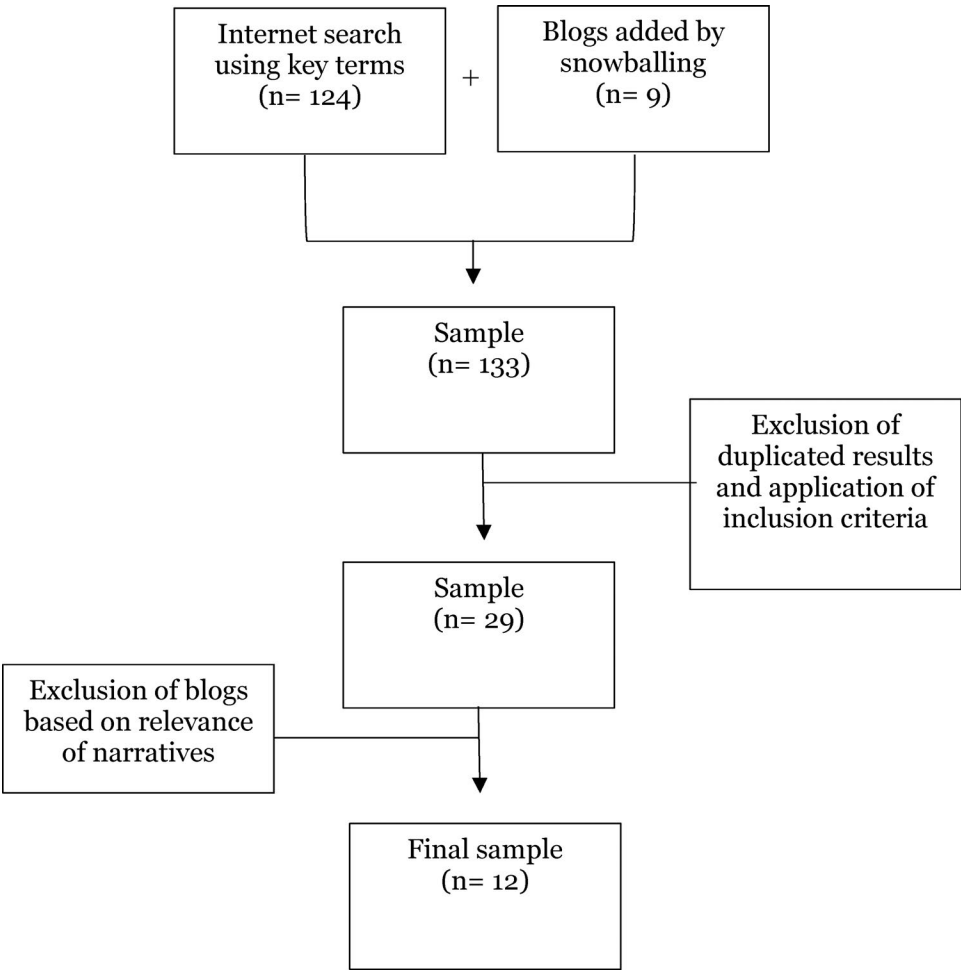 Internet search
using key terms
(n= 124)
+
Blogs added by
snowballing
(n= 9)
Sample
(n= 133)
Exclusion of
duplicated results
and application of
inclusion criteria
Sample
(n= 29)
Exclusion of blogs
based on relevance
of narratives
Final sample
(n= 12)